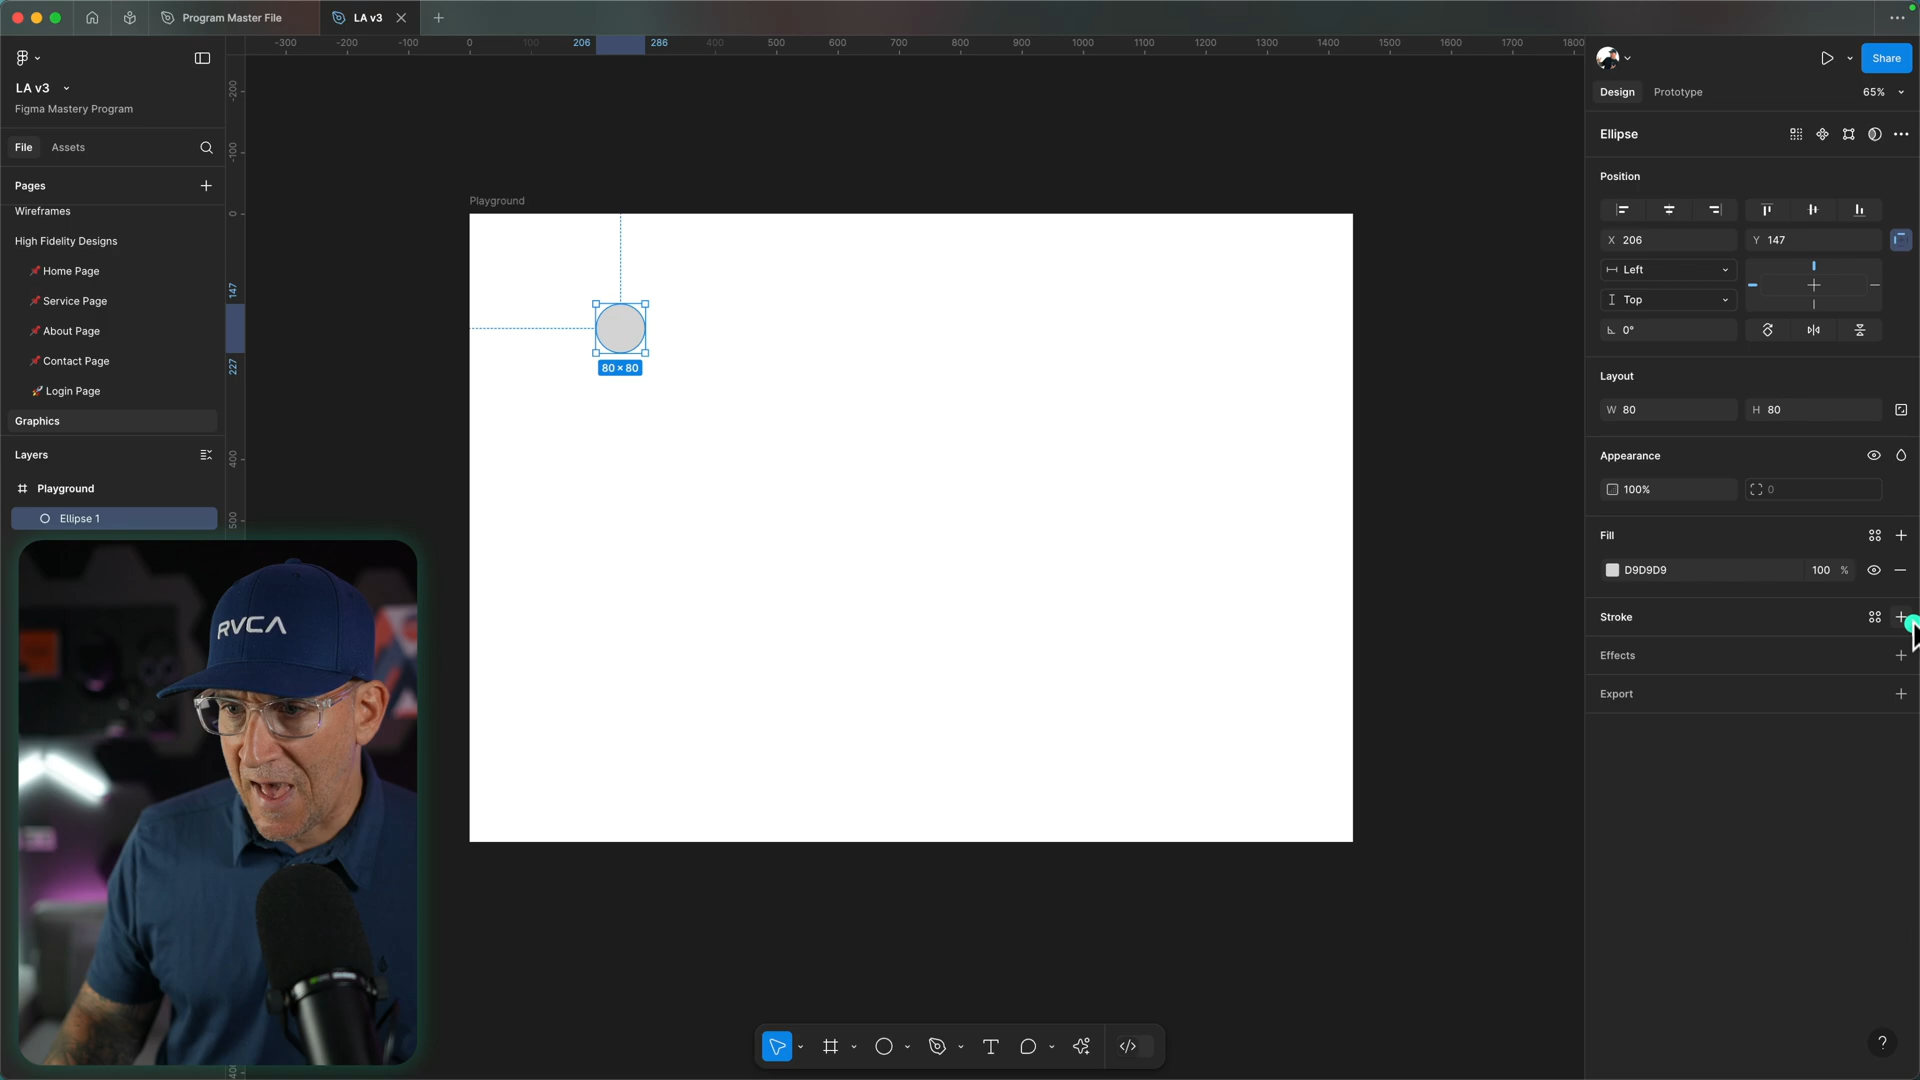 Program Master File
LA v3
-300 -200 -100 0 100 206 286 400 500 600 700 800 900 1000 1100 1200 1300 1400 1500 1600 1700 1800
LA v3
Figma Mastery Program
File Assets
Pages
Wireframes
High Fidelity Designs
Home Page
Service Page
About Page
Contact Page
Login Page
Graphics
Layers
Playground
Ellipse 1
-200
-100
0
147
227
400
500
Playground
80 × 80
RVCA
Share
Design Prototype 65%
Ellipse
Position
X 206 Y 147
Left
Top
0°
Layout
W 80 H 80
Appearance
100% 0
Fill
D9D9D9 100 %
Stroke
Effects
Export
?